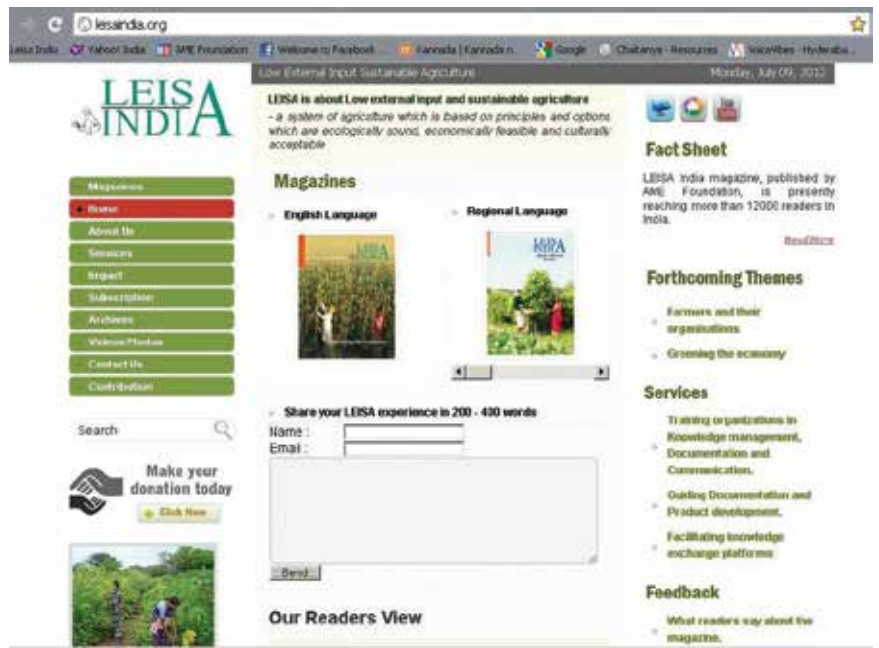 leisaindia.org
Leisa India Yahoo! India AME Foundation Welcome to Facebook Kannada | Kannada n... Google Chaitanya - Resources VoiceVibes - Hyderaba...
Low External Input Sustainable Agriculture
Monday, July 09, 2012
LEISA
INDIA
LEISA is about Low external input and sustainable agriculture
- a system of agriculture which is based on principles and options
which are ecologically sound, economically feasible and culturally
acceptable
Magazines
Home
About Us
Services
Impact
Subscription
Archives
Videos/Photos
Contact Us
Contribution
Search
Make your
donation today
Click Now
Magazines
English Language
Regional Language
LEISA
INDIA
LEISA
INDIA
Share your LEISA experience in 200 - 400 words
Name :
Email :
Send
Our Readers View
Fact Sheet
LEISA India magazine, published by
AME Foundation, is presently
reaching more than 12000 readers in
India.
Read More
Forthcoming Themes
Farmers and their
organisations
Greening the economy
Services
Training organizations in
Knowledge management,
Documentation and
Communication.
Guiding Documentation and
Product development.
Facilitating knowledge
exchange platforms
Feedback
What readers say about the
magazine.